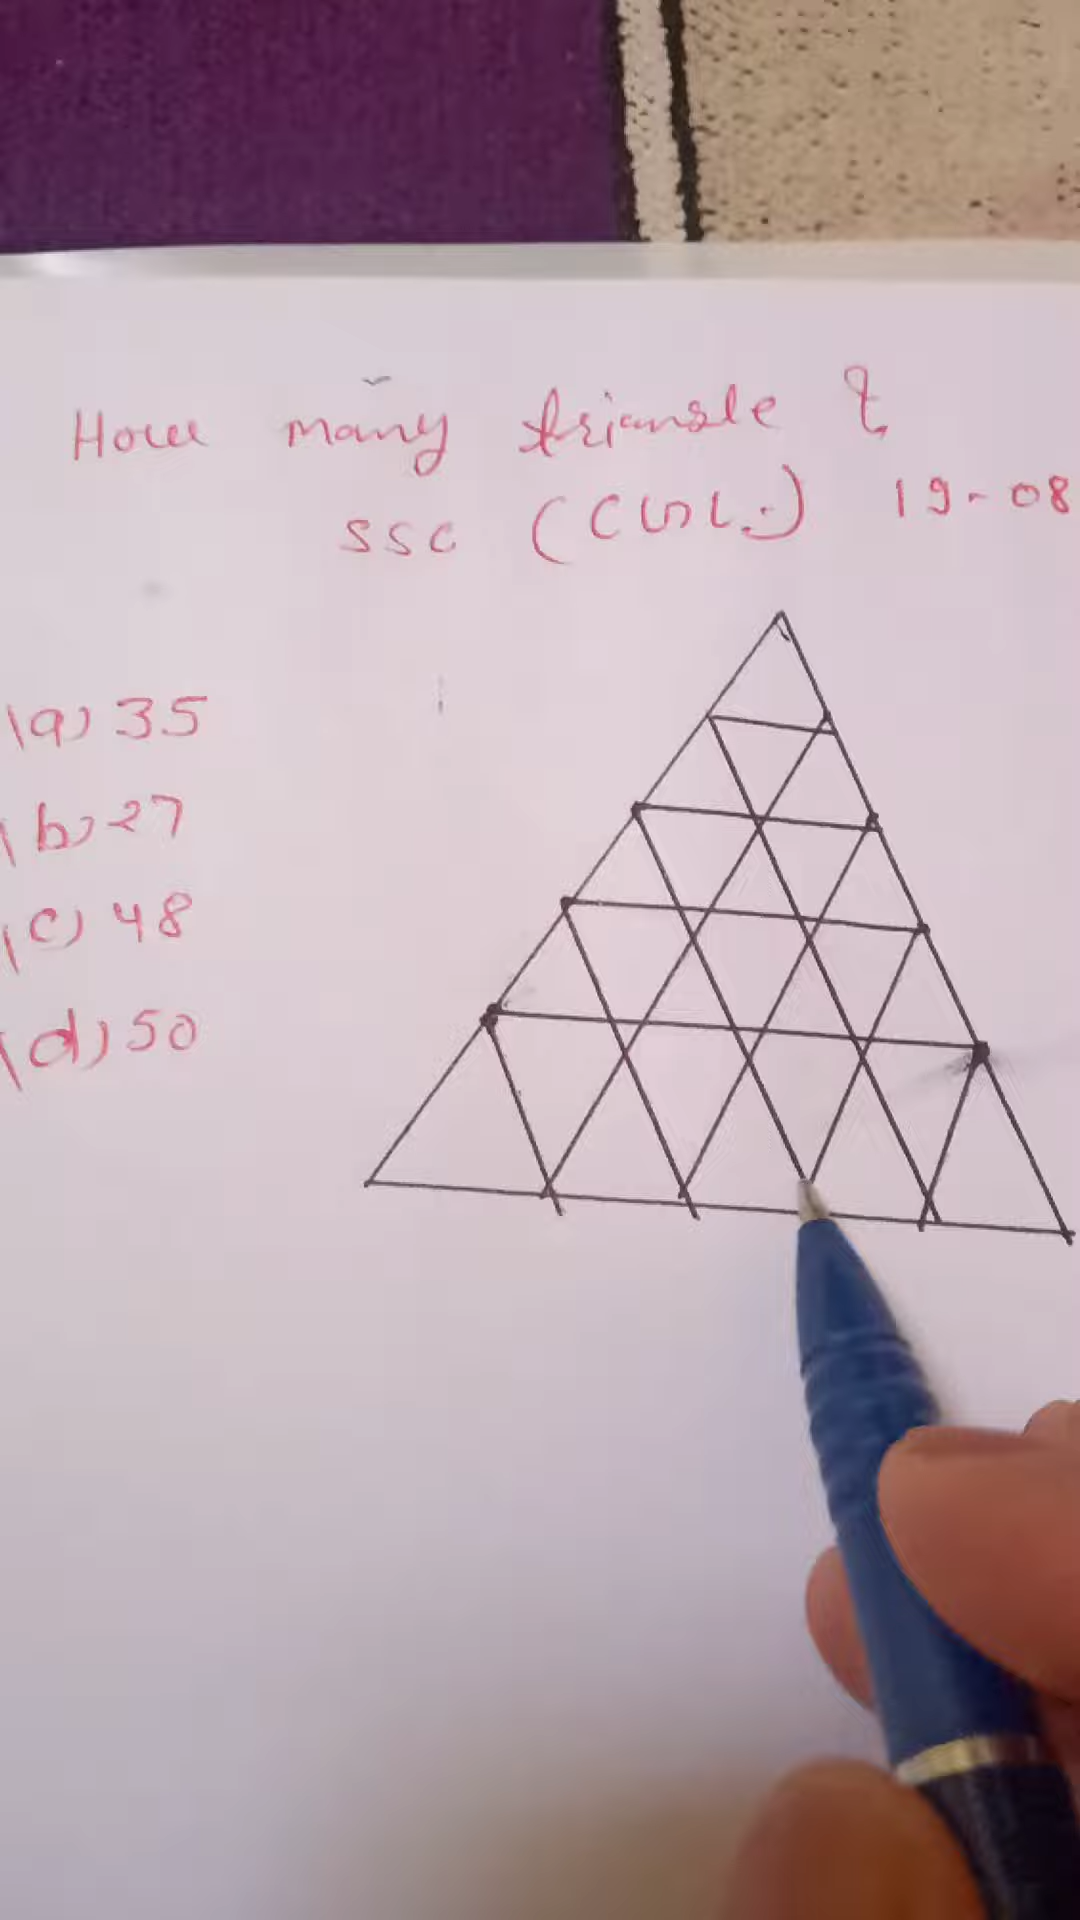 How many triangle ?
SSC (CGL.) 19-08
(a) 35
(b) 27
(c) 48
(d) 50